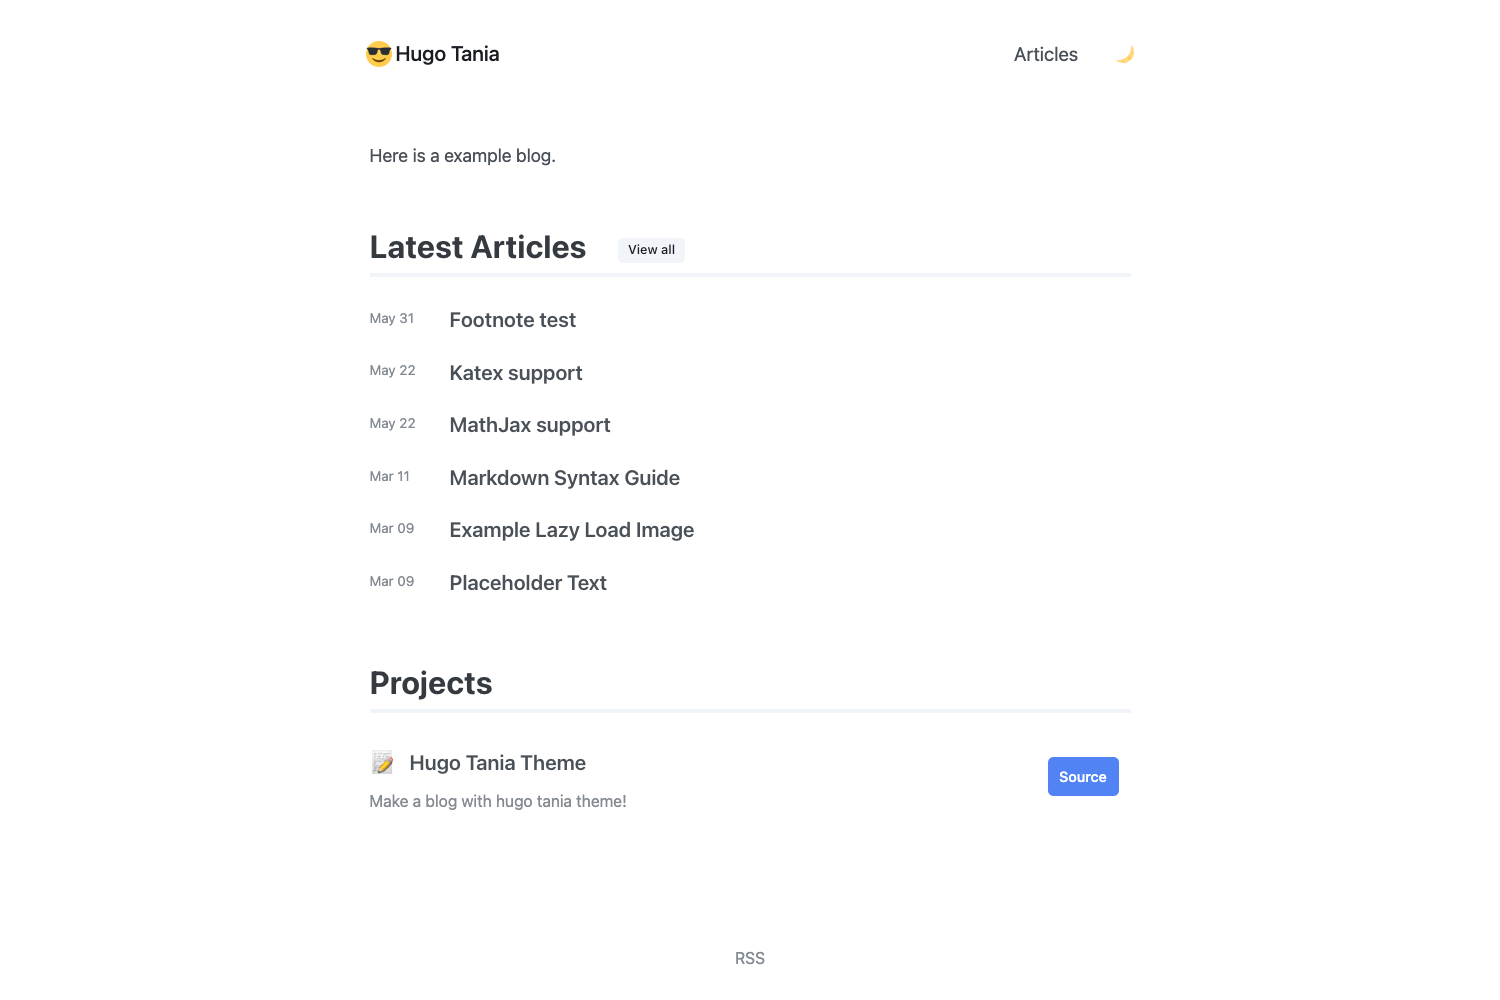 😎Hugo Tania
Articles 🌙
Here is a example blog.
Latest Articles View all
May 31 Footnote test
May 22 Katex support
May 22 MathJax support
Mar 11 Markdown Syntax Guide
Mar 09 Example Lazy Load Image
Mar 09 Placeholder Text
Projects
📝 Hugo Tania Theme
Source
Make a blog with hugo tania theme!
RSS